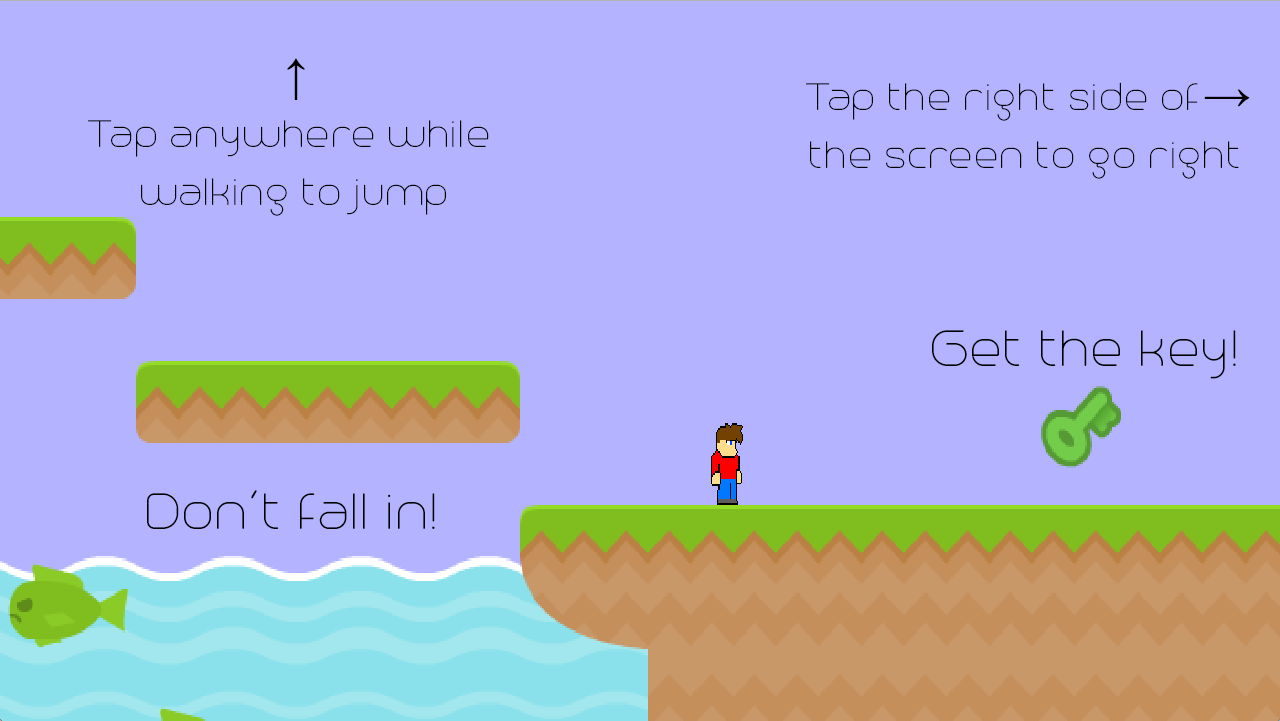 Tap anywhere while
walking to jump
Tap the right side of→
the screen to go right
Get the key!
Don't fall in!